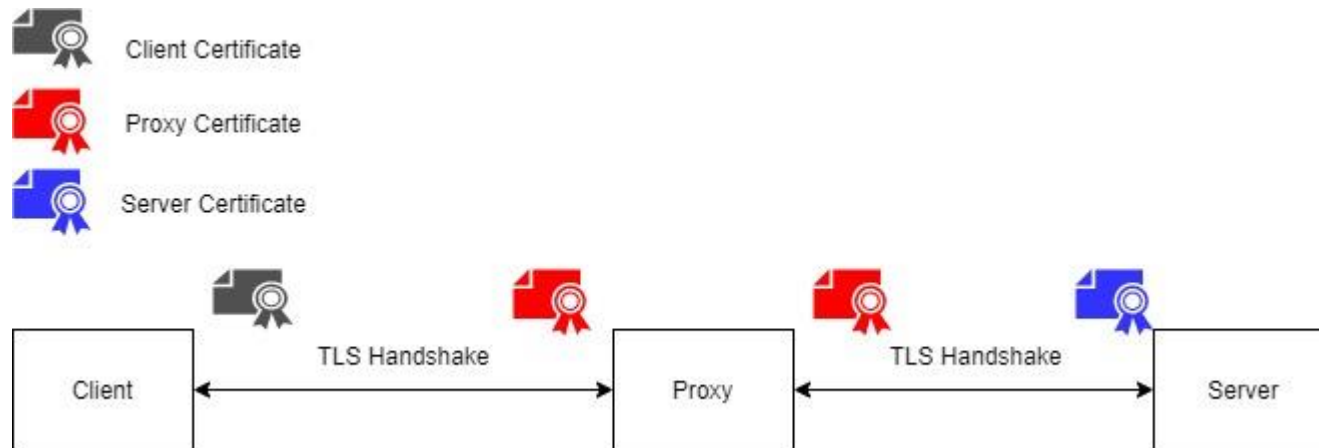 Client Certificate
Proxy Certificate
Server Certificate
TLS Handshake
TLS Handshake
Client
Proxy
Server